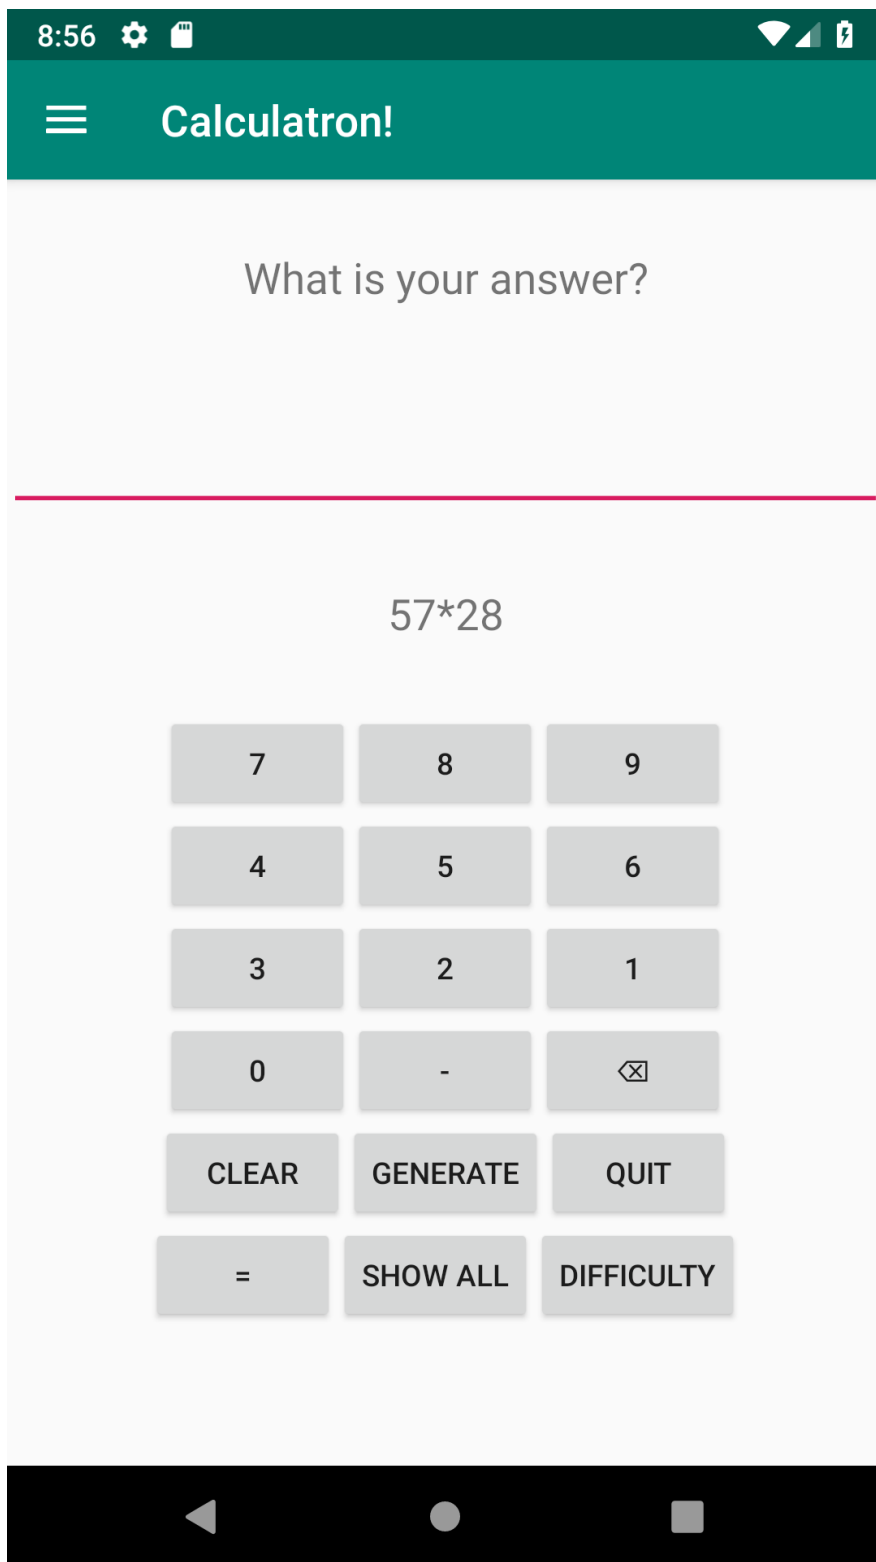 8:56
Calculatron!
What is your answer?
57*28
7 8 9
4 5 6
3 2 1
0 - ⌫
CLEAR GENERATE QUIT
= SHOW ALL DIFFICULTY